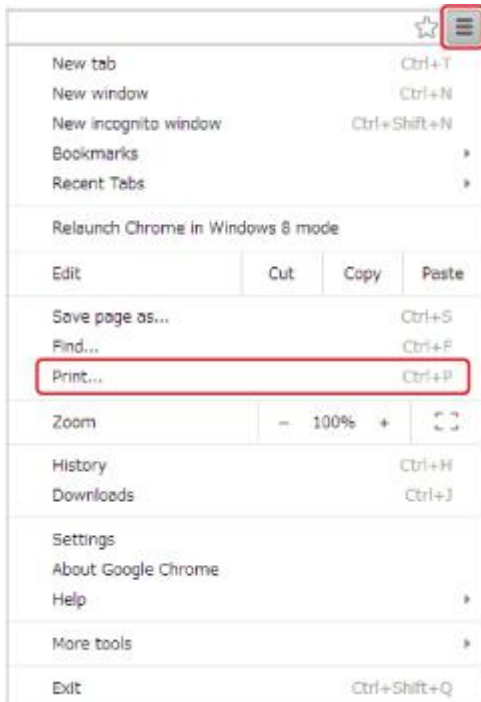 New tab Ctrl+T
New window Ctrl+N
New incognito window Ctrl+Shift+N
Bookmarks
Recent Tabs
Relaunch Chrome in Windows 8 mode
Edit Cut Copy Paste
Save page as... Ctrl+S
Find... Ctrl+F
Print... Ctrl+P
Zoom - 100% +
History Ctrl+H
Downloads Ctrl+J
Settings
About Google Chrome
Help
More tools
Exit Ctrl+Shift+Q